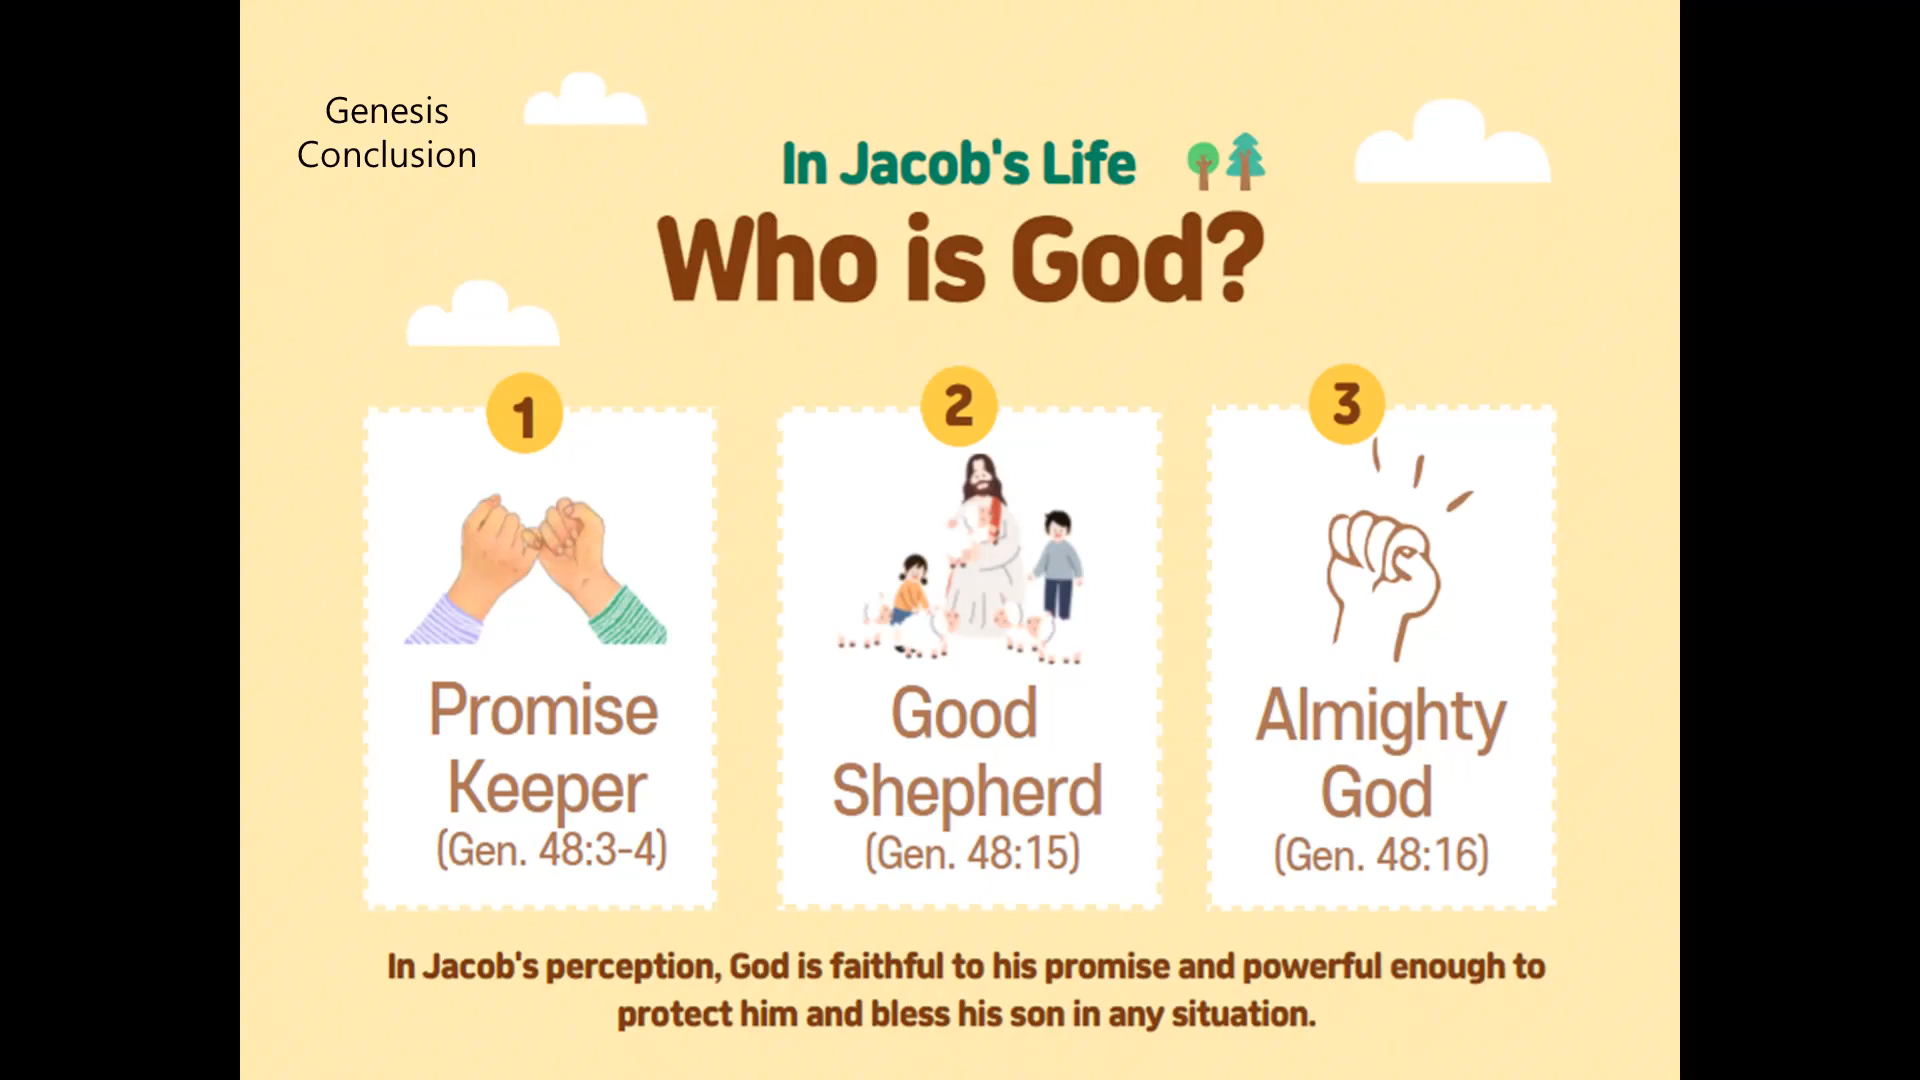 Genesis
Conclusion
In Jacob's Life
Who is God?
1
Promise
Keeper
(Gen. 48:3-4)
2
Good
Shepherd
(Gen. 48:15)
3
Almighty
God
(Gen. 48:16)
In Jacob's perception, God is faithful to his promise and powerful enough to
protect him and bless his son in any situation.